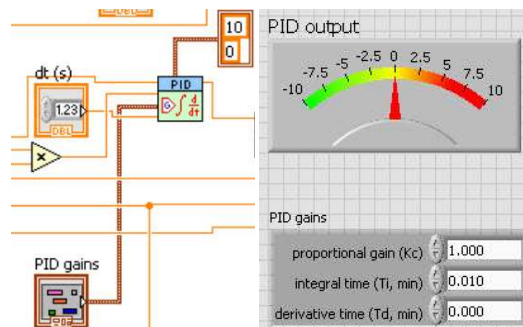 DBL
10
0
dt (s)
PID
1.23
DBL
d
dt
x
PID gains
PID output
-10
-7.5
-5
-2.5
0
2.5
5
7.5
10
PID gains
proportional gain (Kc) 1.000
integral time (Ti, min) 0.010
derivative time (Td, min) 0.000